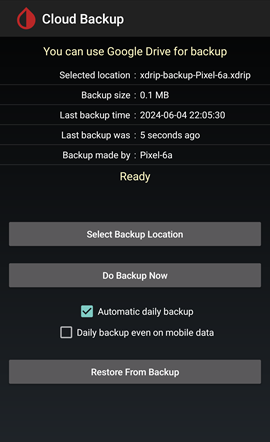 Cloud Backup
You can use Google Drive for backup
Selected location : xdrip-backup-Pixel-6a.xdrip
Backup size : 0.1 MB
Last backup time : 2024-06-04 22:05:30
Last backup was : 5 seconds ago
Backup made by : Pixel-6a
Ready
Select Backup Location
Do Backup Now
Automatic daily backup
Daily backup even on mobile data
Restore From Backup